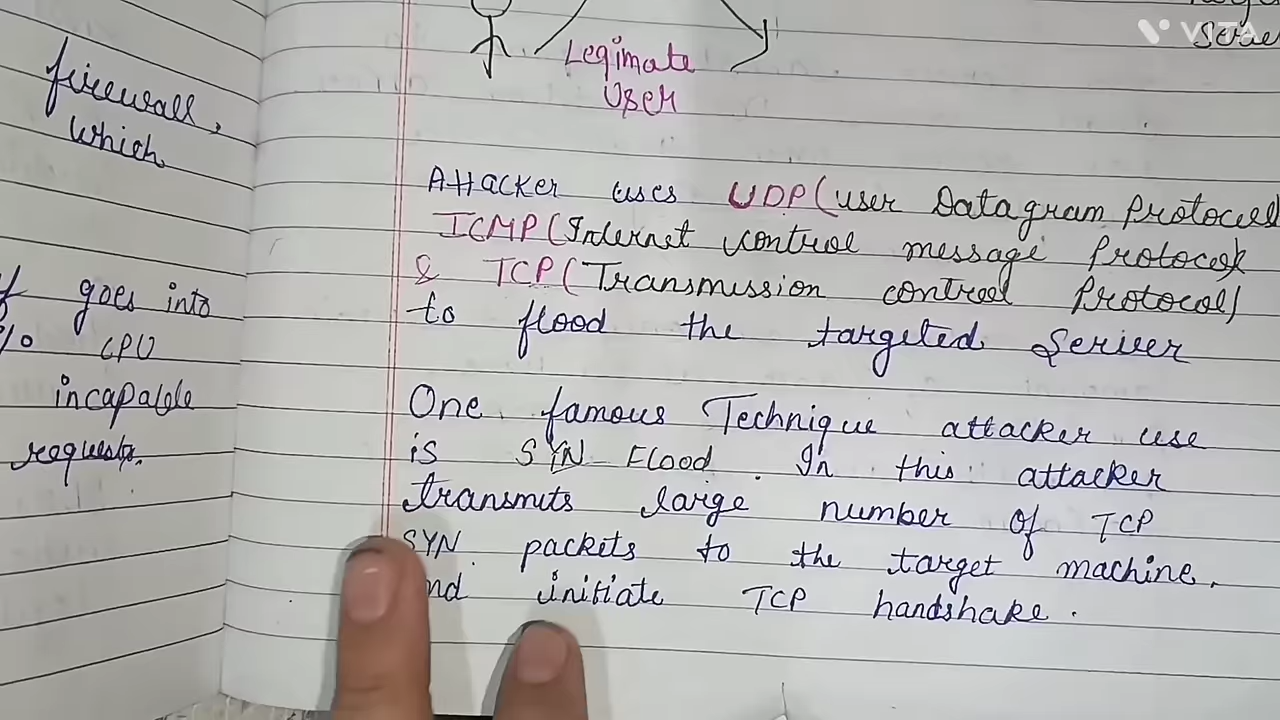 Legimate
User
VITA
firewall,
which
goes into
CPU
incapable
requests.
Attacker uses UDP (user Datagram Protocol)
ICMP (Internet control message Protocol)
& TCP (Transmission control Protocol)
to flood the targeted Server
One famous Technique attacker use
is SYN Flood. In this attacker
transmits large number of TCP
SYN packets to the target machine.
and initiate TCP handshake.